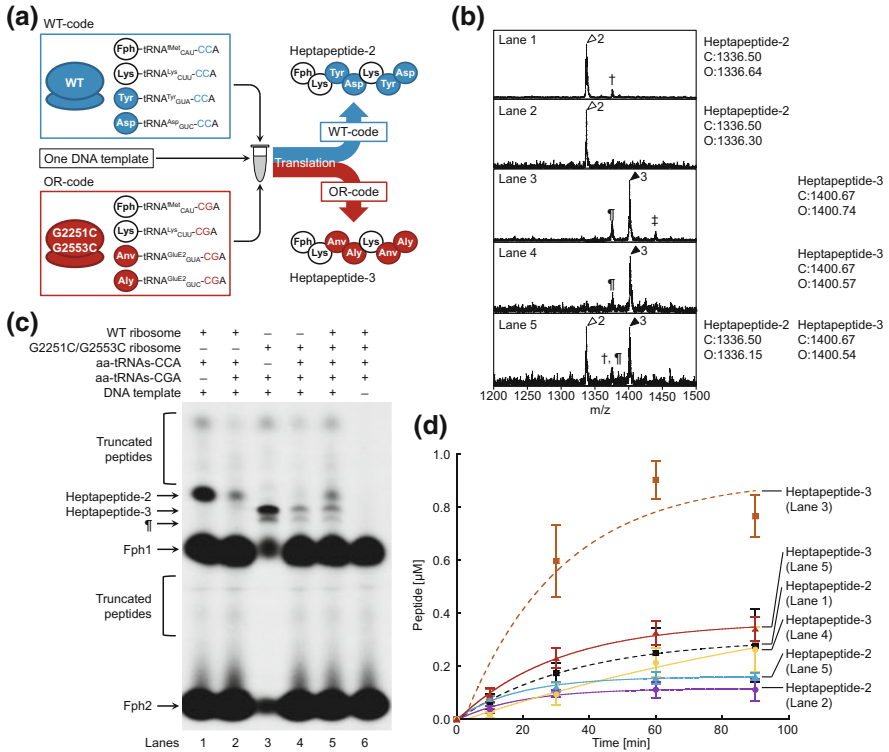 (a)
WT-code
WT
Fph -tRNAfMetCAU-CCA
Lys -tRNALysCUU-CCA
Tyr -tRNATyrGUA-CCA
Asp -tRNAAspGUC-CCA
One DNA template
OR-code
G2251C
G2553C
Fph -tRNAfMetCAU-CGA
Lys -tRNALysCUU-CGA
Anv -tRNAGluE2GUA-CGA
Aly -tRNAGluE2GUC-CGA
Translation
Heptapeptide-2
Fph Lys Tyr Asp Lys Tyr Asp
WT-code
OR-code
Fph Lys Anv Aly Lys Anv Aly
Heptapeptide-3
(b)
Lane 1
2
†
Heptapeptide-2
C:1336.50
O:1336.64
Lane 2
Heptapeptide-2
C:1336.50
O:1336.30
Lane 3
¶
3
‡
Heptapeptide-3
C:1400.67
O:1400.74
Lane 4
¶
Heptapeptide-3
C:1400.67
O:1400.57
Lane 5
2
†, ¶
3
Heptapeptide-2
C:1336.50
O:1336.15
Heptapeptide-3
C:1400.67
O:1400.54
1200 1250 1300 1350 1400 1450 1500
m/z
(c)
WT ribosome + + – – + +
G2251C/G2553C ribosome – – + + + +
aa-tRNAs-CCA + + – + + +
aa-tRNAs-CGA – + + + + +
DNA template + + + + + –
Truncated
peptides
Heptapeptide-2
Heptapeptide-3
¶
Fph1
Truncated
peptides
Fph2
Lanes 1 2 3 4 5 6
(d)
Peptide [µM]
1.0
0.8
0.6
0.4
0.2
0.0
0 20 40 60 80 100
Time [min]
Heptapeptide-3
(Lane 3)
Heptapeptide-3
(Lane 5)
Heptapeptide-2
(Lane 1)
Heptapeptide-3
(Lane 4)
Heptapeptide-2
(Lane 5)
Heptapeptide-2
(Lane 2)